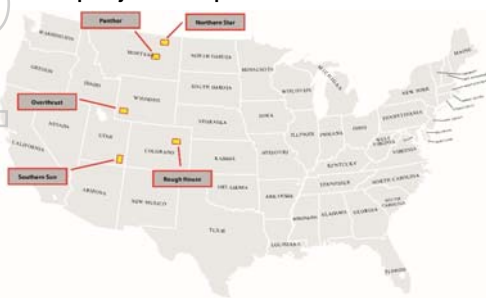 Panther
Northern Star
WASHINGTON
MAINE
MONTANA
NORTH DAKOTA
MINNESOTA
OREGON
IDAHO
SOUTH DAKOTA
WISCONSIN
MICHIGAN
NEW YORK
Overthrust
WYOMING
NEBRASKA
IOWA
PENNSYLVANIA
NEVADA
UTAH
COLORADO
ILLINOIS
INDIANA
OHIO
WEST VIRGINIA
VIRGINIA
CALIFORNIA
KANSAS
MISSOURI
KENTUCKY
Southern Sun
Rough House
TENNESSEE
NORTH CAROLINA
ARIZONA
NEW MEXICO
OKLAHOMA
ARKANSAS
SOUTH CAROLINA
MISSISSIPPI
ALABAMA
GEORGIA
TEXAS
LOUISIANA
FLORIDA